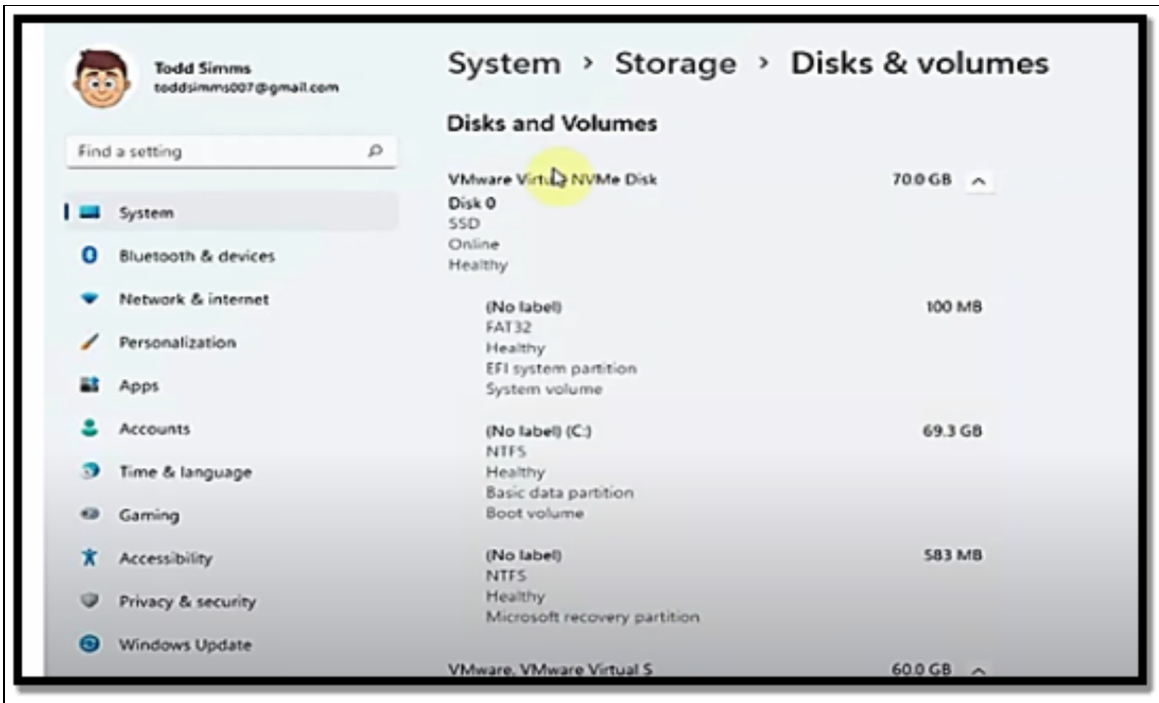 Todd Simms
toddsimms007@gmail.com
Find a setting
System
Bluetooth & devices
Network & internet
Personalization
Apps
Accounts
Time & language
Gaming
Accessibility
Privacy & security
Windows Update
System > Storage > Disks & volumes
Disks and Volumes
VMware Virtual NVMe Disk 70.0 GB
Disk 0
SSD
Online
Healthy
(No label) 100 MB
FAT32
Healthy
EFI system partition
System volume
(No label) (C:) 69.3 GB
NTFS
Healthy
Basic data partition
Boot volume
(No label) 583 MB
NTFS
Healthy
Microsoft recovery partition
VMware, VMware Virtual S 60.0 GB